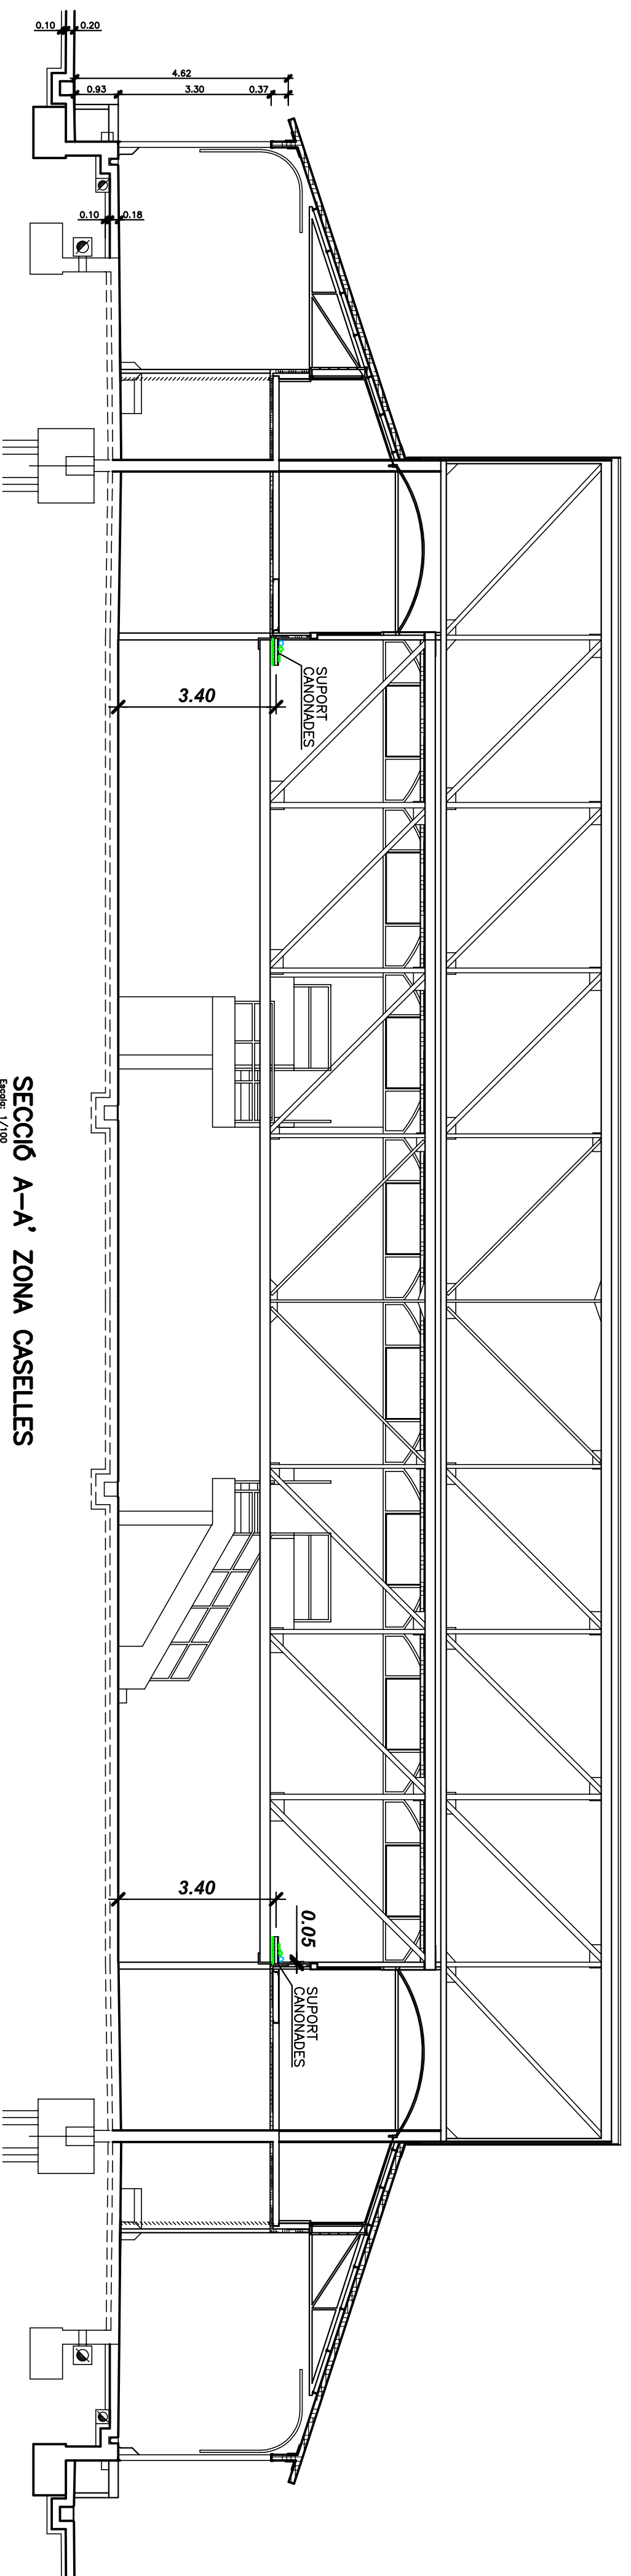 0.10
0.20
4.62
0.93
3.30
0.37
0.10
0.18
SUPORT
CANONADES
3.40
3.40
0.05
SUPORT
CANONADES
SECCIÓ A-A' ZONA CASELLES
Escala: 1/100